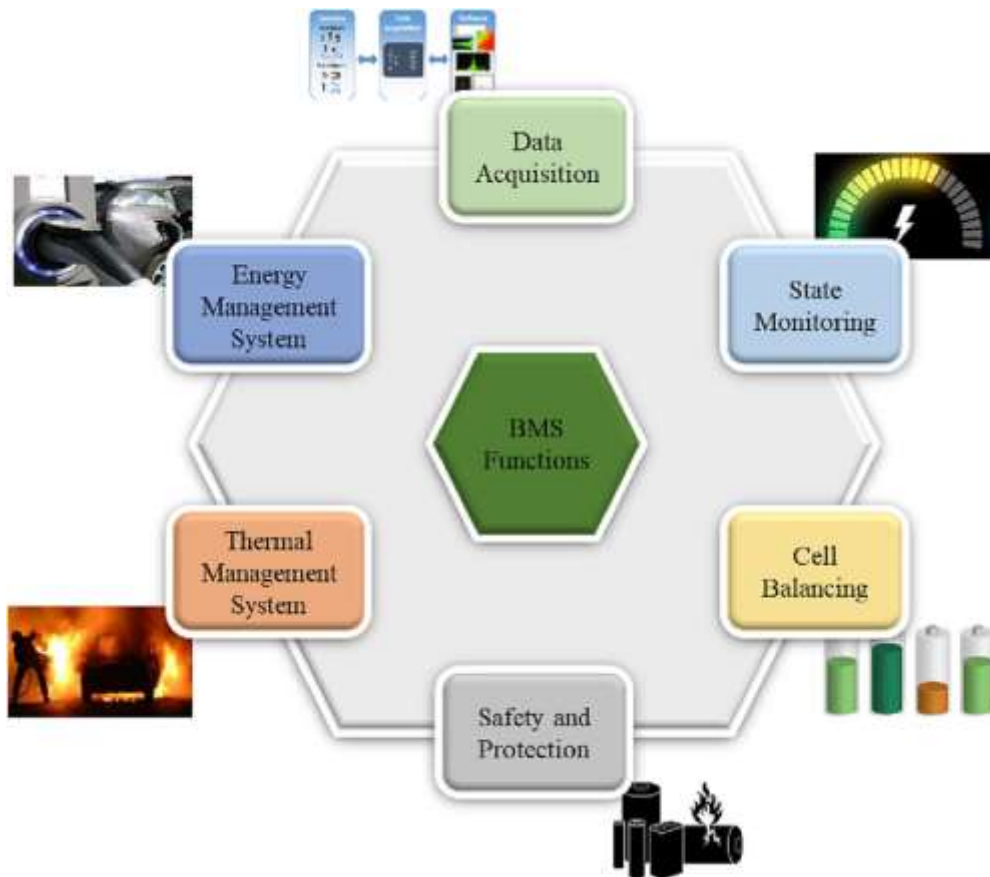 Data
Acquisition
Energy
Management
System
State
Monitoring
BMS
Functions
Thermal
Management
System
Cell
Balancing
Safety and
Protection